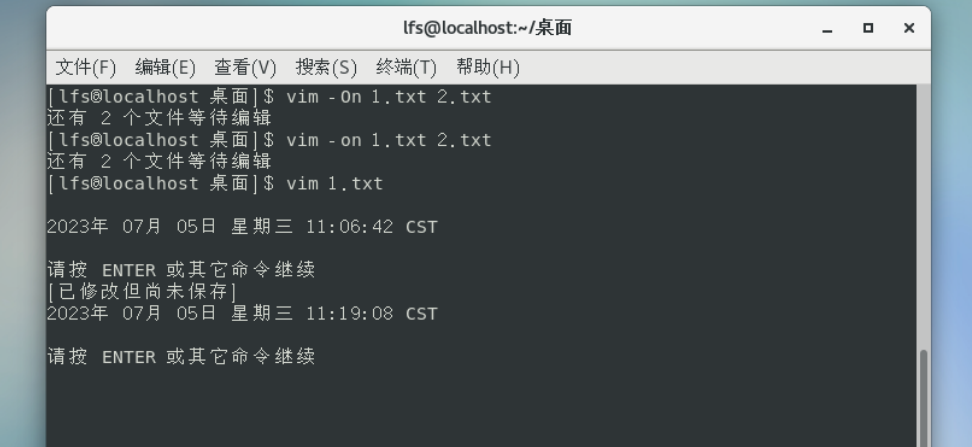 lfs@localhost:~/桌面
文件(F) 编辑(E) 查看(V) 搜索(S) 终端(T) 帮助(H)
[lfs@localhost 桌面]$ vim -On 1.txt 2.txt
还有 2 个文件等待编辑
[lfs@localhost 桌面]$ vim -on 1.txt 2.txt
还有 2 个文件等待编辑
[lfs@localhost 桌面]$ vim 1.txt
2023年 07月 05日 星期三 11:06:42 CST
请按 ENTER 或其它命令继续
[已修改但尚未保存]
2023年 07月 05日 星期三 11:19:08 CST
请按 ENTER 或其它命令继续